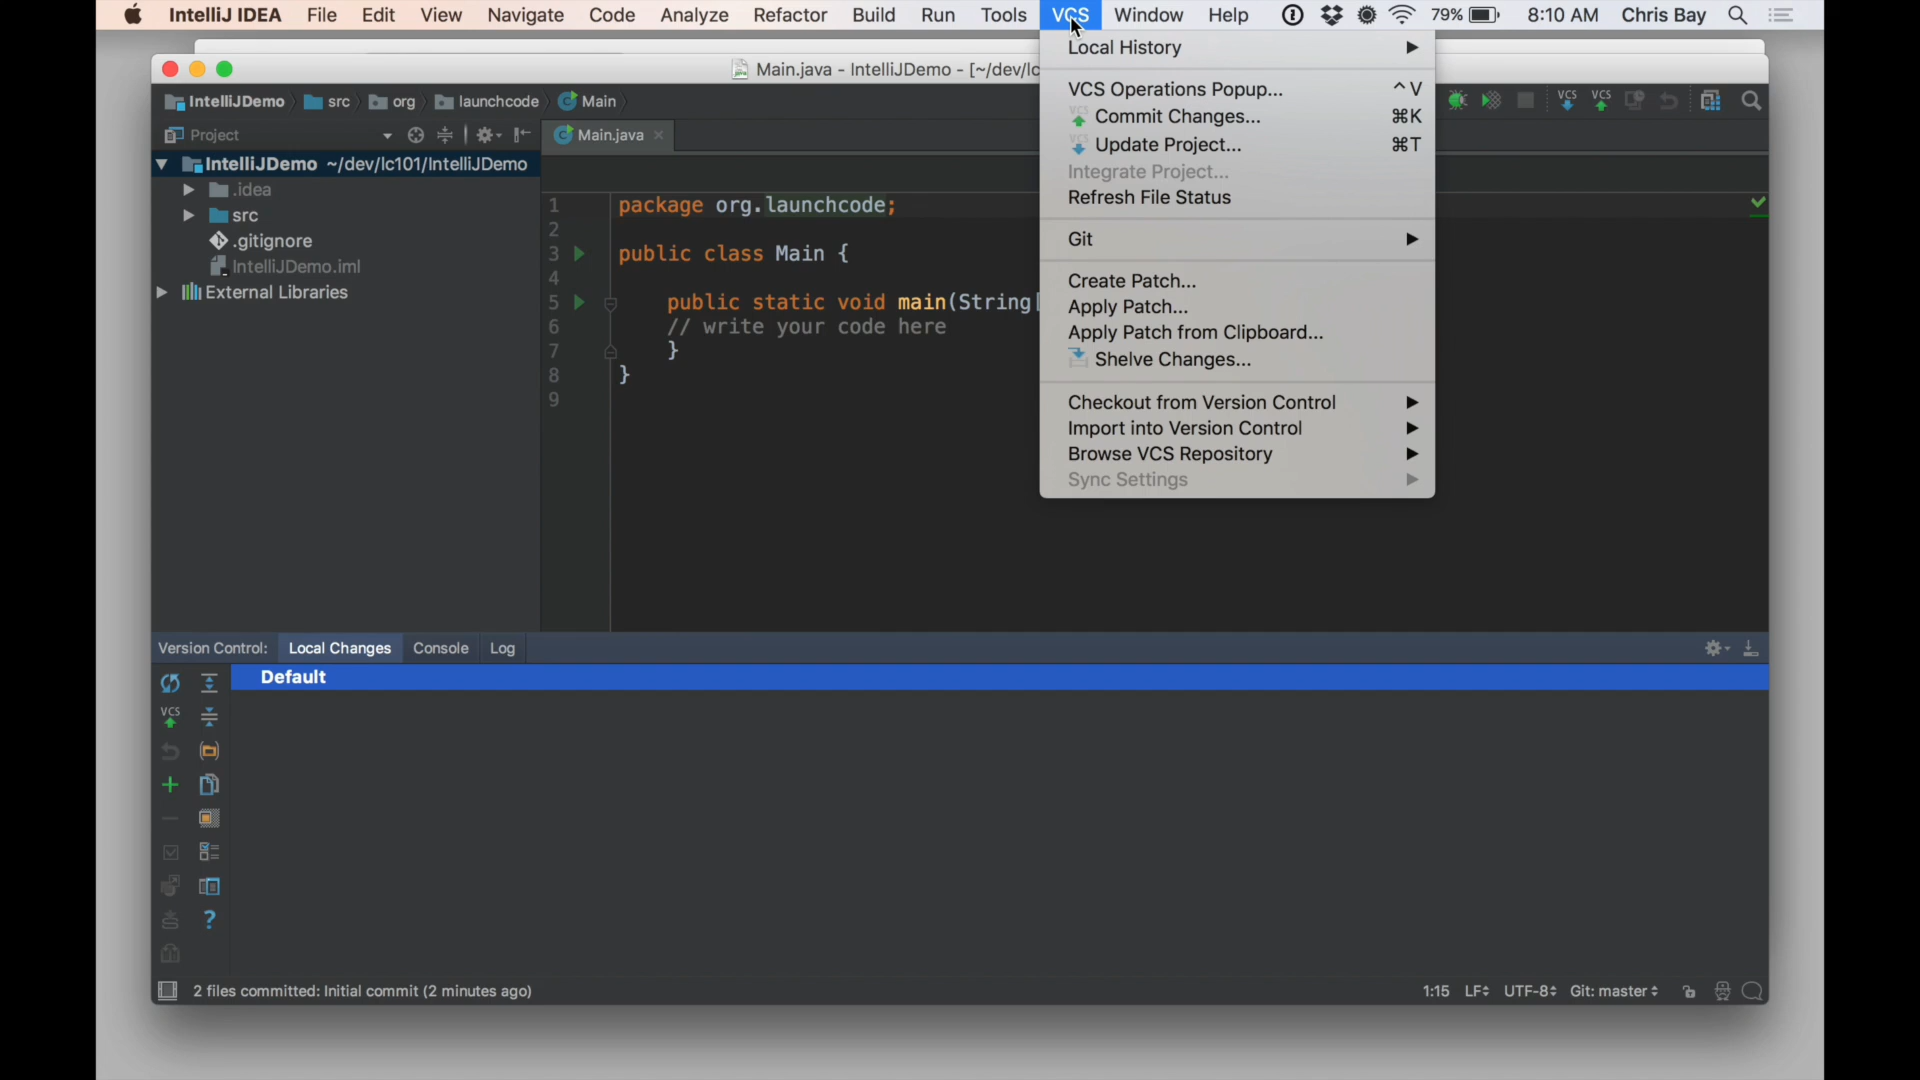 IntelliJ IDEA File Edit View Navigate Code Analyze Refactor Build Run Tools VCS Window Help 79% 8:10 AM Chris Bay
Main.java - IntelliJDemo - [~/dev/lc
IntelliJDemo src org launchcode Main
VCS VCS
Project
Main.java
IntelliJDemo ~/dev/lc101/IntelliJDemo
.idea
src
.gitignore
IntelliJDemo.iml
External Libraries
1 package org.launchcode;
2
3 public class Main {
4
5 public static void main(String[
6 // write your code here
7 }
8 }
9
Local History
VCS Operations Popup... ^V
Commit Changes... ⌘K
Update Project... ⌘T
Integrate Project...
Refresh File Status
Git
Create Patch...
Apply Patch...
Apply Patch from Clipboard...
Shelve Changes...
Checkout from Version Control
Import into Version Control
Browse VCS Repository
Sync Settings
Version Control: Local Changes Console Log
Default
VCS
2 files committed: Initial commit (2 minutes ago)
1:15 LF UTF-8 Git: master